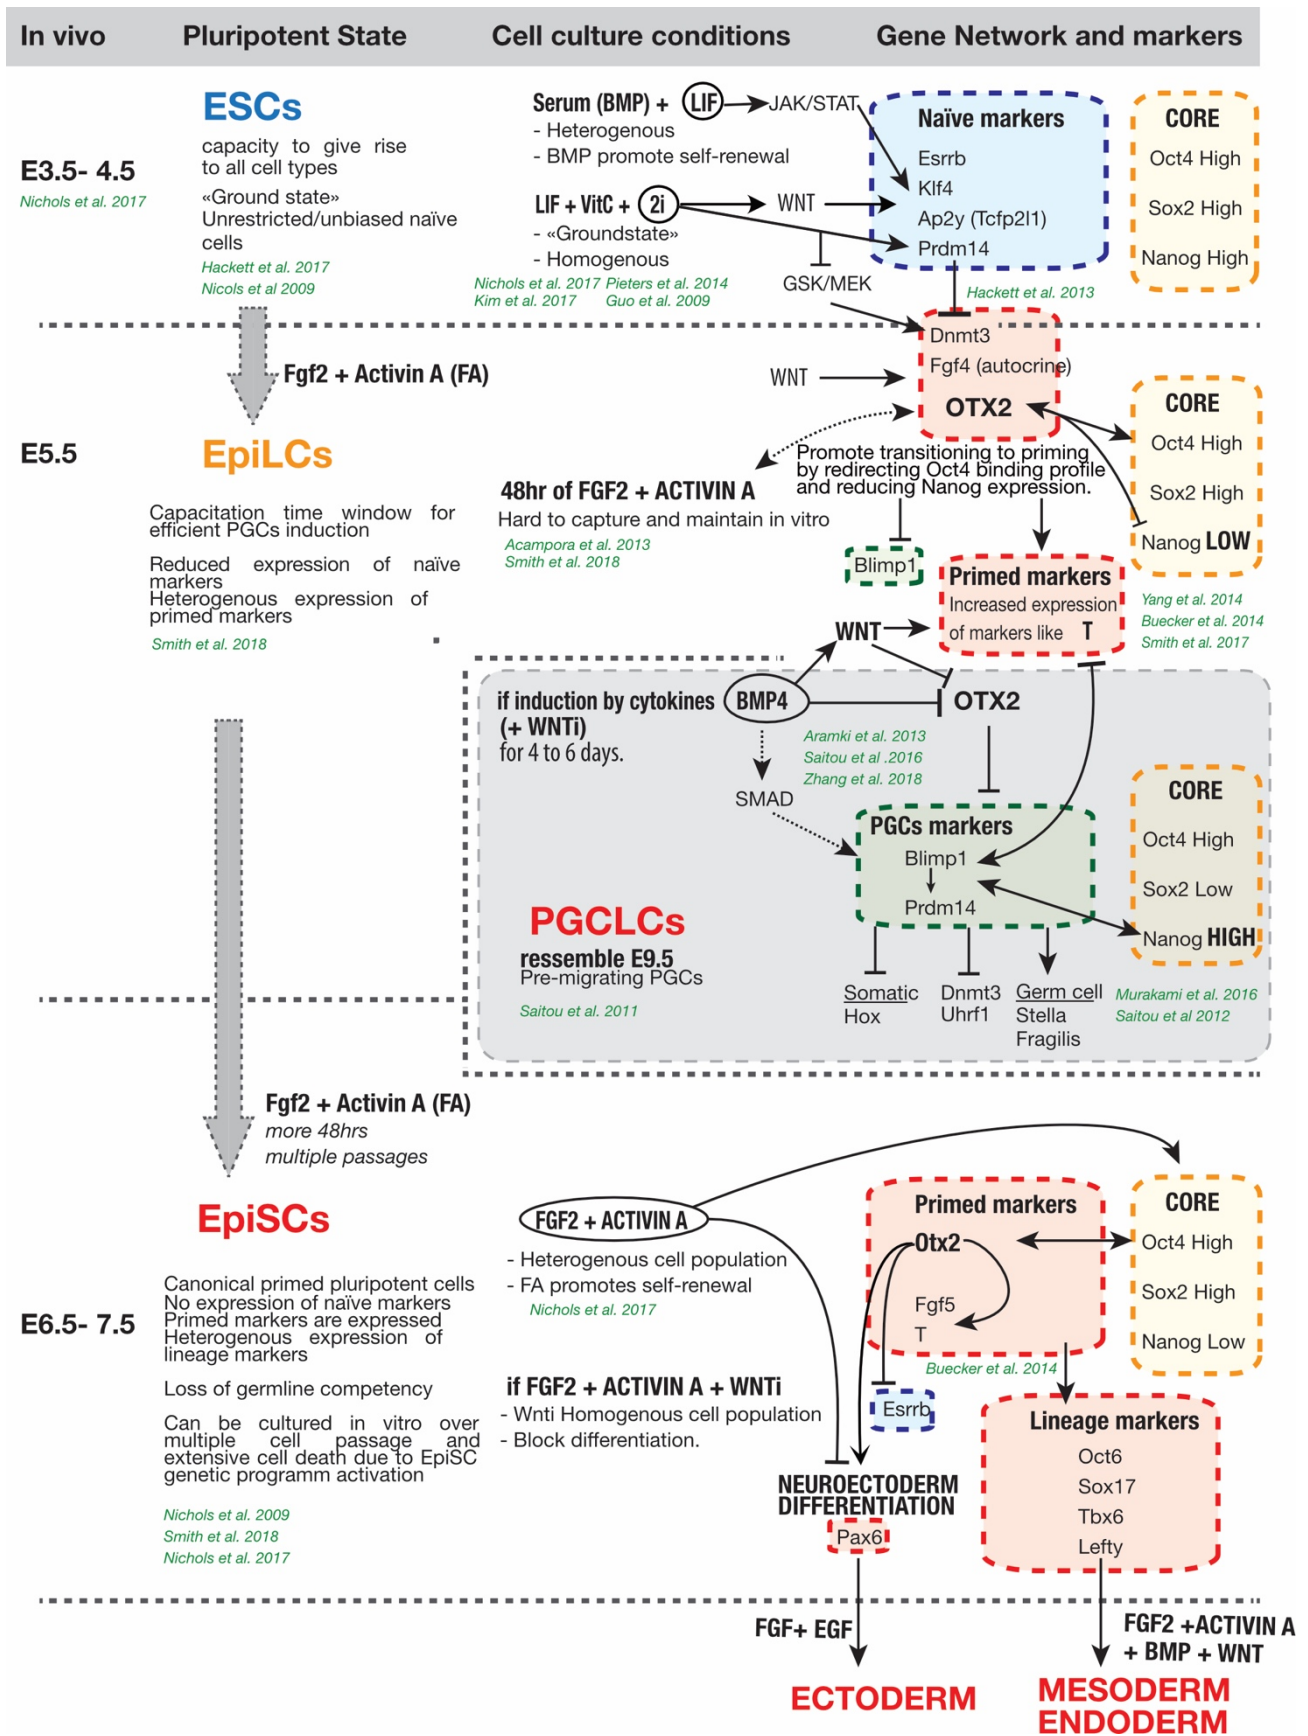 In vivo
Pluripotent State
Cell culture conditions
Gene Network and markers
E3.5- 4.5
Nichols et al. 2017
ESCs
capacity to give rise
to all cell types
«Ground state»
Unrestricted/unbiased naïve
cells
Hackett et al. 2017
Nicols et al 2009
Serum (BMP) + LIF
JAK/STAT
- Heterogenous
- BMP promote self-renewal
LIF + VitC + 2i
WNT
- «Groundstate»
- Homogenous
GSK/MEK
Nichols et al. 2017 Pieters et al. 2014
Kim et al. 2017 Guo et al. 2009
Naïve markers
Esrrb
Klf4
Ap2y (Tcfp2l1)
Prdm14
Hackett et al. 2013
CORE
Oct4 High
Sox2 High
Nanog High
Fgf2 + Activin A (FA)
E5.5
EpiLCs
Capacitation time window for
efficient PGCs induction
Reduced expression of naïve
markers
Heterogenous expression of
primed markers
Smith et al. 2018
WNT
Dnmt3
Fgf4 (autocrine)
OTX2
48hr of FGF2 + ACTIVIN A
Hard to capture and maintain in vitro
Acampora et al. 2013
Smith et al. 2018
Promote transitioning to priming
by redirecting Oct4 binding profile
and reducing Nanog expression.
CORE
Oct4 High
Sox2 High
Nanog LOW
Blimp1
Primed markers
Increased expression
of markers like T
Yang et al. 2014
Buecker et al. 2014
Smith et al. 2017
WNT
if induction by cytokines
(+ WNTi)
for 4 to 6 days.
BMP4
OTX2
Aramki et al. 2013
Saitou et al .2016
Zhang et al. 2018
SMAD
PGCs markers
Blimp1
Prdm14
CORE
Oct4 High
Sox2 Low
Nanog HIGH
PGCLCs
ressemble E9.5
Pre-migrating PGCs
Saitou et al. 2011
Somatic
Hox
Dnmt3
Uhrf1
Germ cell
Stella
Fragilis
Murakami et al. 2016
Saitou et al 2012
Fgf2 + Activin A (FA)
more 48hrs
multiple passages
E6.5- 7.5
EpiSCs
Canonical primed pluripotent cells
No expression of naïve markers
Primed markers are expressed
Heterogenous expression of
lineage markers
Loss of germline competency
Can be cultured in vitro over
multiple cell passage and
extensive cell death due to EpiSC
genetic programm activation
Nichols et al. 2009
Smith et al. 2018
Nichols et al. 2017
FGF2 + ACTIVIN A
- Heterogenous cell population
- FA promotes self-renewal
Nichols et al. 2017
if FGF2 + ACTIVIN A + WNTi
- Wnti Homogenous cell population
- Block differentiation.
Primed markers
Otx2
Fgf5
T
Buecker et al. 2014
CORE
Oct4 High
Sox2 High
Nanog Low
Esrrb
NEUROECTODERM
DIFFERENTIATION
Pax6
Lineage markers
Oct6
Sox17
Tbx6
Lefty
FGF+ EGF
FGF2 +ACTIVIN A
+ BMP + WNT
ECTODERM
MESODERM
ENDODERM